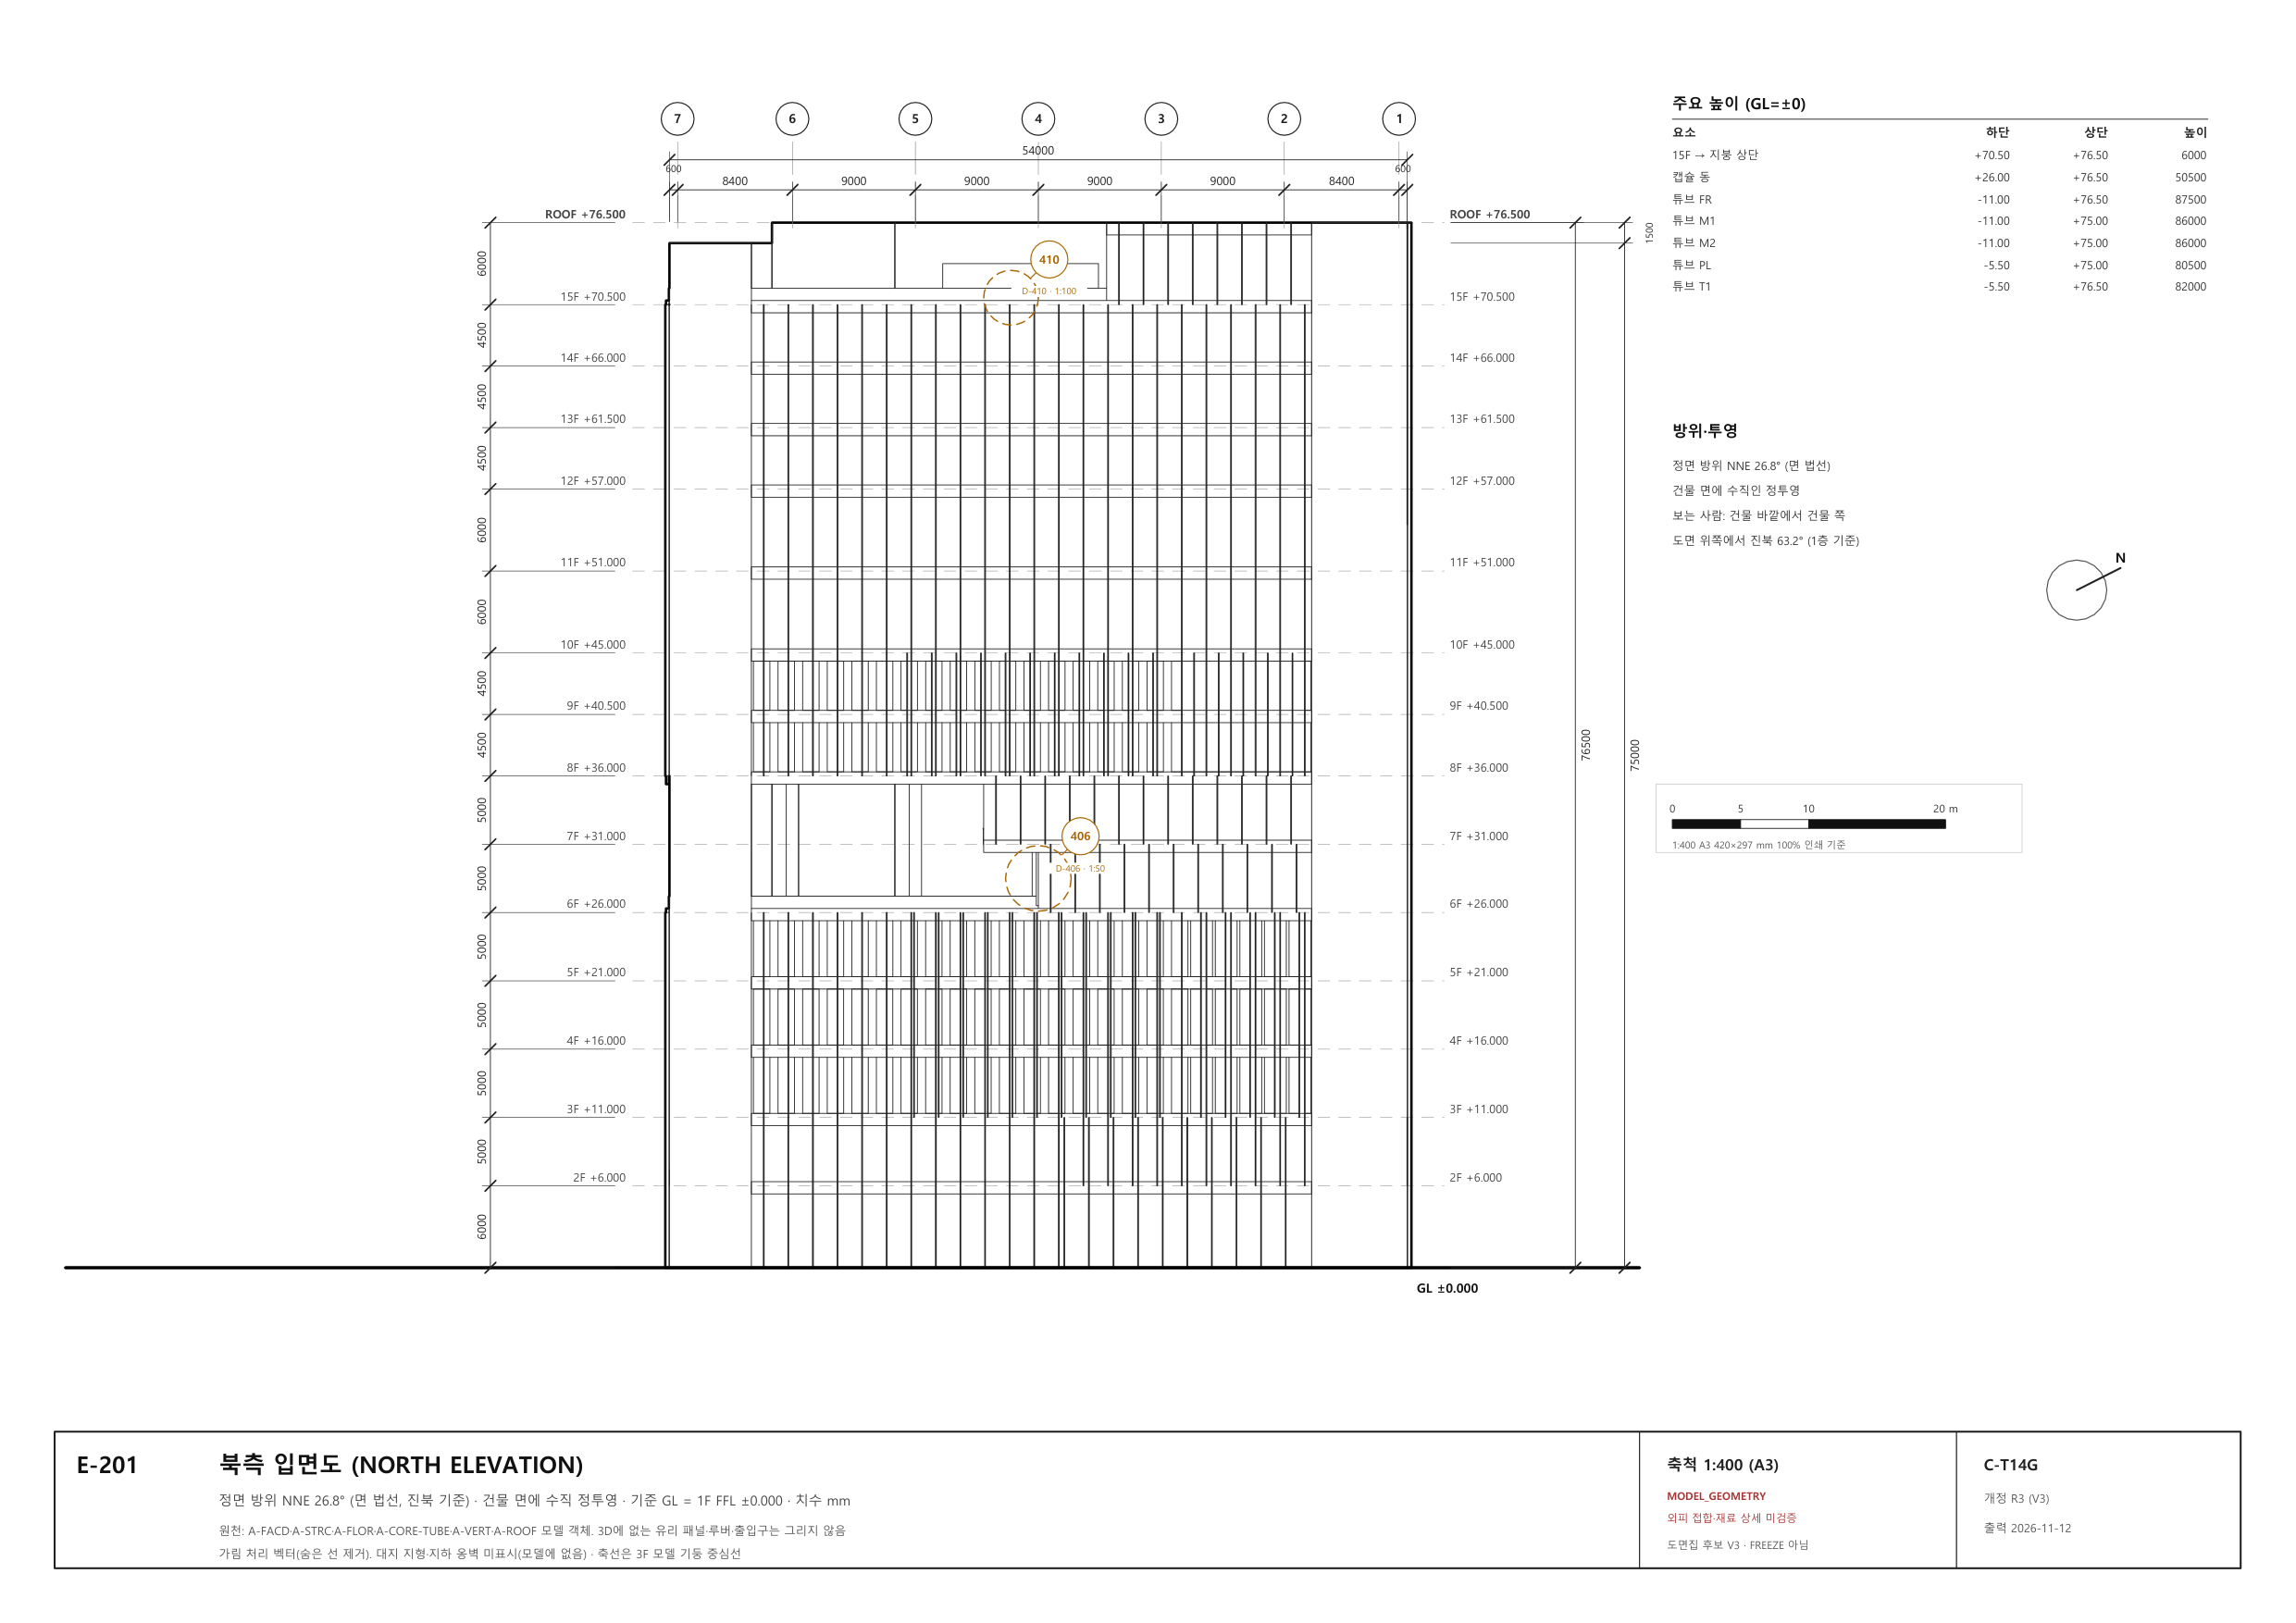 7 6 5 4 3 2 1
54000
600 600
8400 9000 9000 9000 9000 8400
ROOF +76.500
15F +70.500
14F +66.000
13F +61.500
12F +57.000
11F +51.000
10F +45.000
9F +40.500
8F +36.000
7F +31.000
6F +26.000
5F +21.000
4F +16.000
3F +11.000
2F +6.000
6000
4500
4500
4500
6000
6000
4500
4500
5000
5000
5000
5000
5000
5000
6000
410
D-410 · 1:100
406
D-406 · 1:50
ROOF +76.500
15F +70.500
14F +66.000
13F +61.500
12F +57.000
11F +51.000
10F +45.000
9F +40.500
8F +36.000
7F +31.000
6F +26.000
5F +21.000
4F +16.000
3F +11.000
2F +6.000
GL ±0.000
76500
75000
1500
주요 높이 (GL=±0)
요소 하단 상단 높이
15F → 지붕 상단 +70.50 +76.50 6000
캡슐 동 +26.00 +76.50 50500
튜브 FR -11.00 +76.50 87500
튜브 M1 -11.00 +75.00 86000
튜브 M2 -11.00 +75.00 86000
튜브 PL -5.50 +75.00 80500
튜브 T1 -5.50 +76.50 82000
방위·투영
정면 방위 NNE 26.8° (면 법선)
건물 면에 수직인 정투영
보는 사람: 건물 바깥에서 건물 쪽
도면 위쪽에서 진북 63.2° (1층 기준)
N
0 5 10 20 m
1:400 A3 420×297 mm 100% 인쇄 기준
E-201
북측 입면도 (NORTH ELEVATION)
정면 방위 NNE 26.8° (면 법선, 진북 기준) · 건물 면에 수직 정투영 · 기준 GL = 1F FFL ±0.000 · 치수 mm
원천: A-FACD·A-STRC·A-FLOR·A-CORE-TUBE·A-VERT·A-ROOF 모델 객체. 3D에 없는 유리 패널·루버·출입구는 그리지 않음
가림 처리 벡터(숨은 선 제거). 대지 지형·지하 옹벽 미표시(모델에 없음) · 축선은 3F 모델 기둥 중심선
축척 1:400 (A3)
MODEL_GEOMETRY
외피 접합·재료 상세 미검증
도면집 후보 V3 · FREEZE 아님
C-T14G
개정 R3 (V3)
출력 2026-11-12